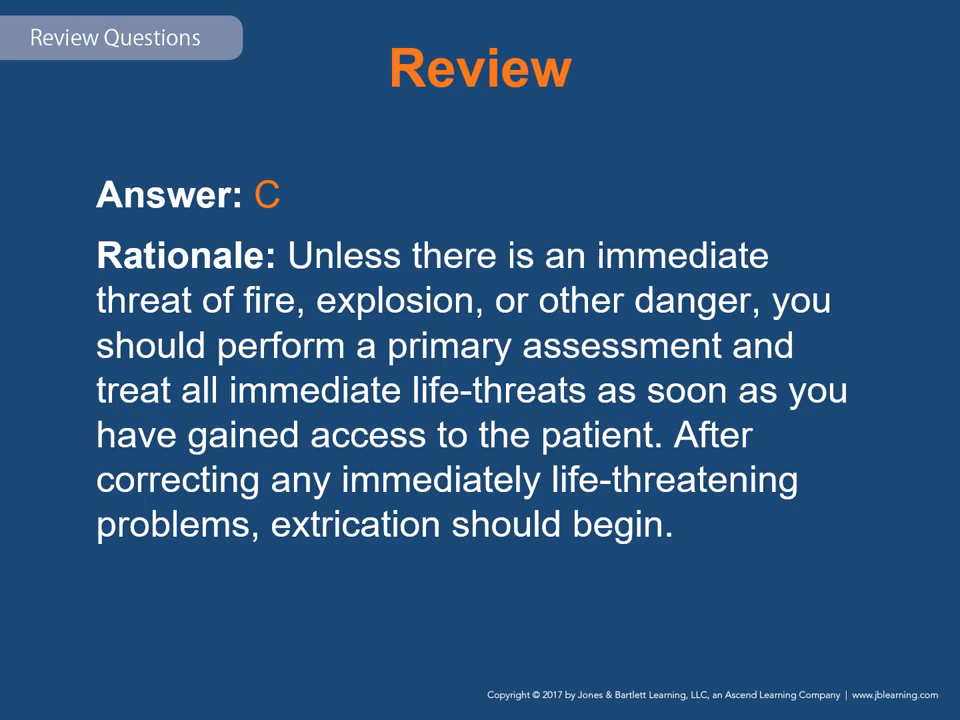 Review Questions
Review
Answer: C
Rationale: Unless there is an immediate
threat of fire, explosion, or other danger, you
should perform a primary assessment and
treat all immediate life-threats as soon as you
have gained access to the patient. After
correcting any immediately life-threatening
problems, extrication should begin.
Copyright © 2017 by Jones & Bartlett Learning, LLC, an Ascend Learning Company | www.jblearning.com